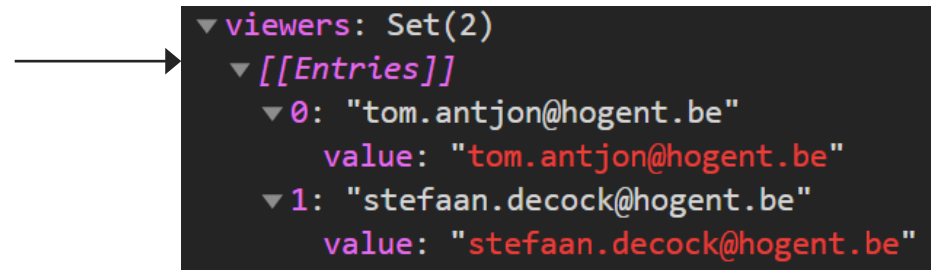 viewers: Set(2)
[[Entries]]
0: "tom.antjon@hogent.be"
value: "tom.antjon@hogent.be"
1: "stefaan.decock@hogent.be"
value: "stefaan.decock@hogent.be"